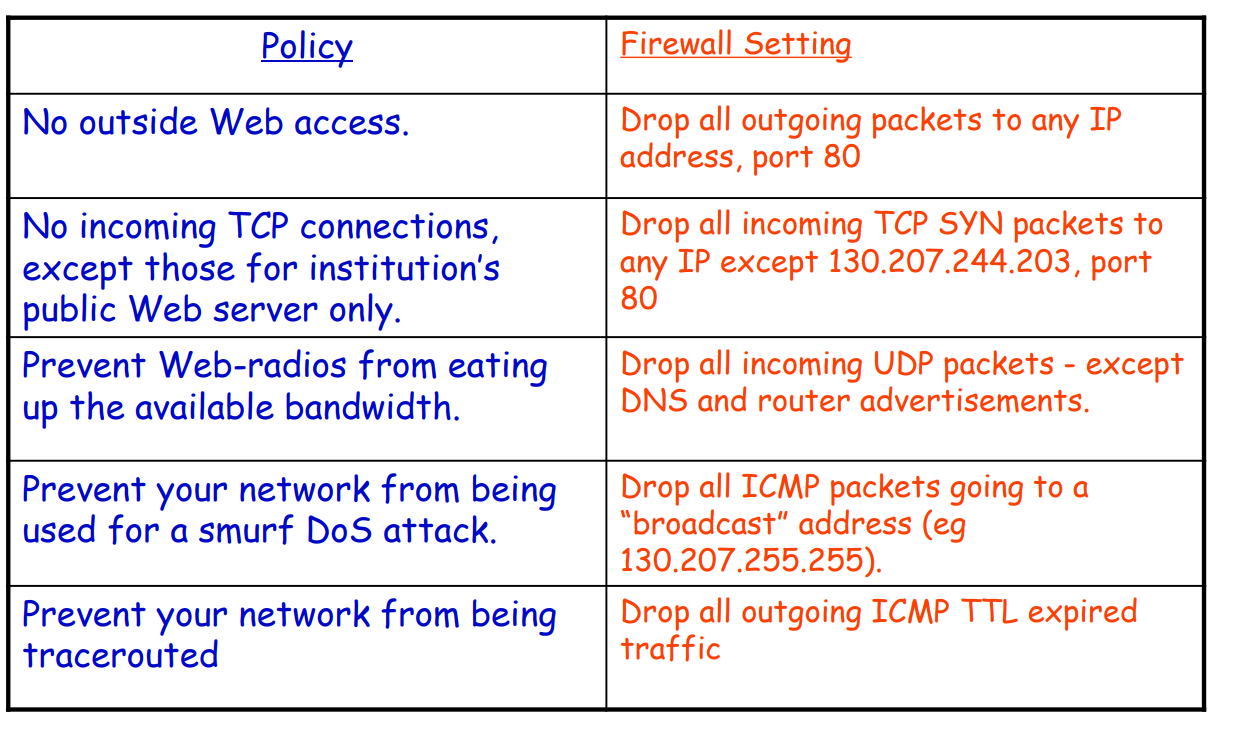 Policy
Firewall Setting
No outside Web access.
Drop all outgoing packets to any IP
address, port 80
No incoming TCP connections,
except those for institution's
public Web server only.
Drop all incoming TCP SYN packets to
any IP except 130.207.244.203, port
80
Prevent Web-radios from eating
up the available bandwidth.
Drop all incoming UDP packets - except
DNS and router advertisements.
Prevent your network from being
used for a smurf DoS attack.
Drop all ICMP packets going to a
“broadcast” address (eg
130.207.255.255).
Prevent your network from being
tracerouted
Drop all outgoing ICMP TTL expired
traffic